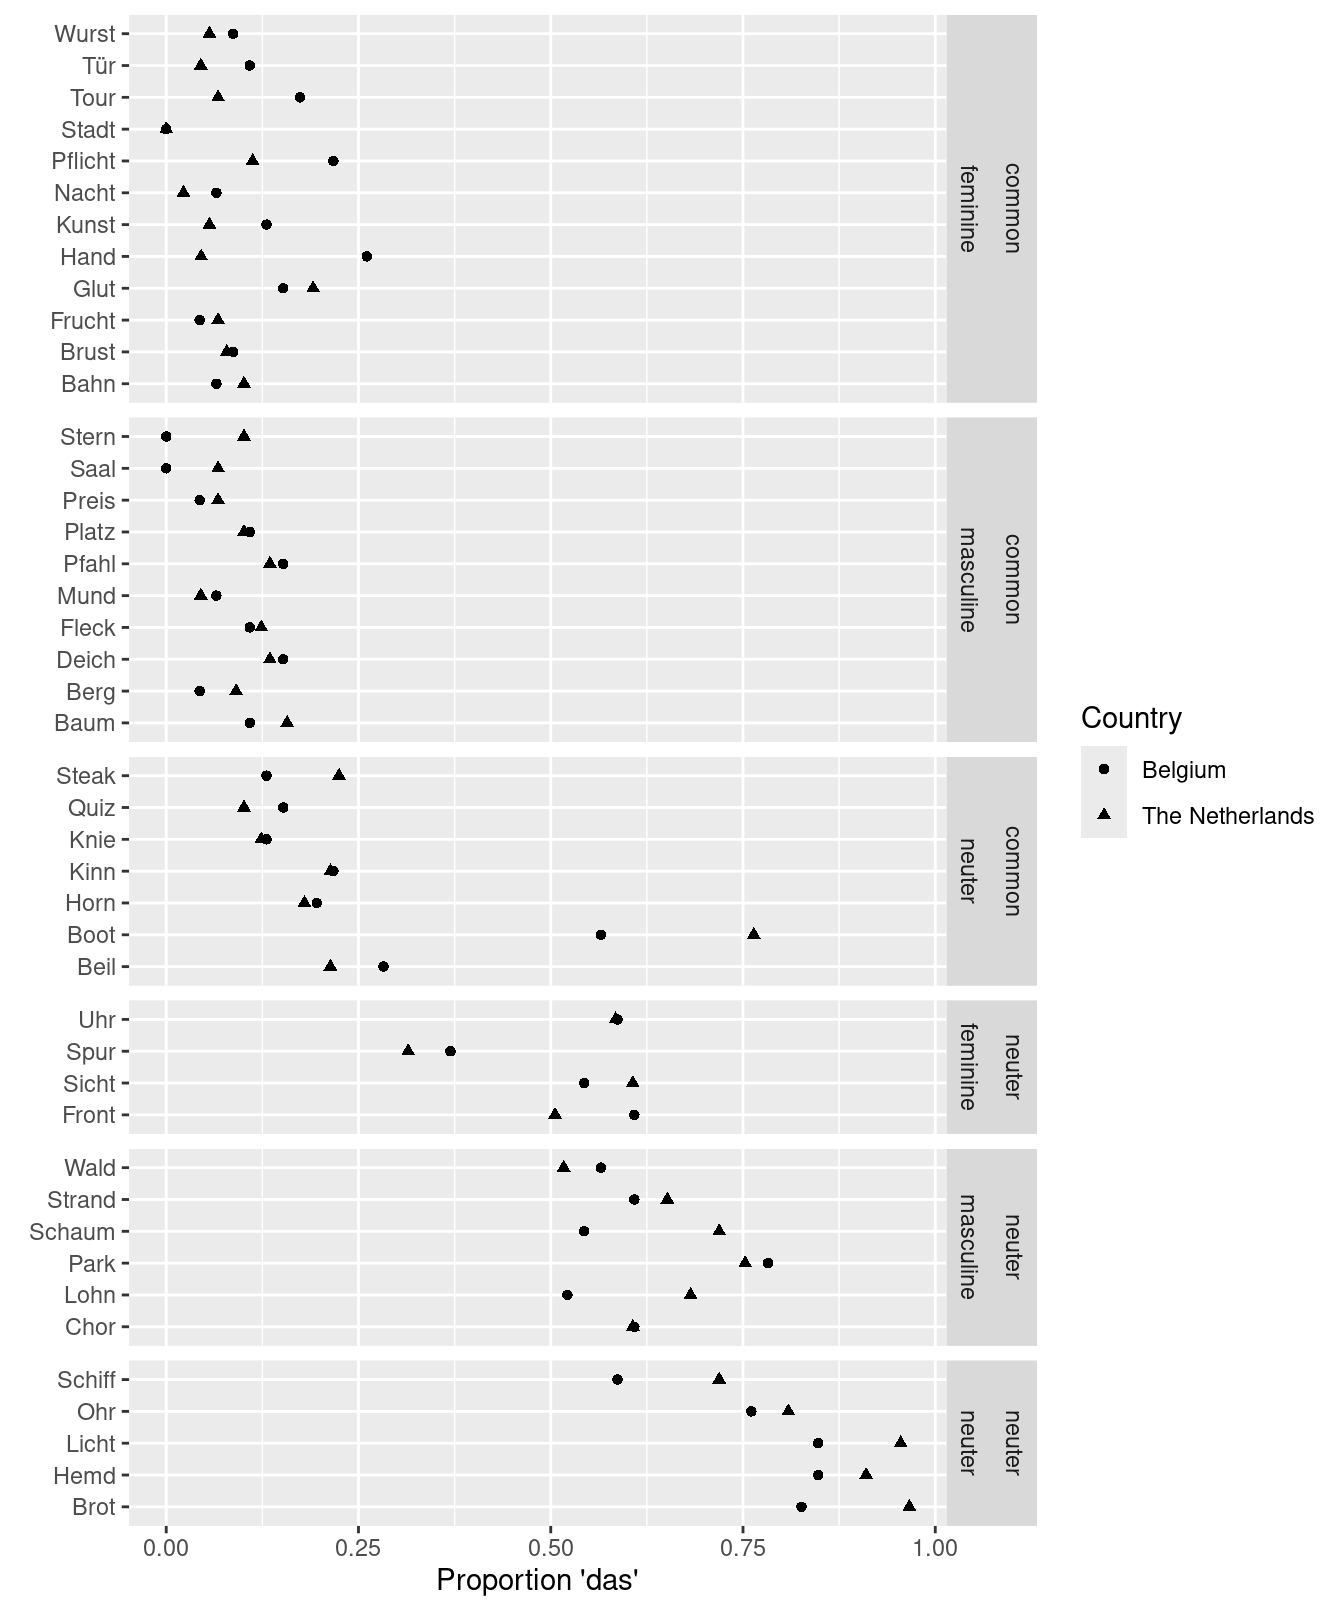 Wurst
Tür
Tour
Stadt
Pflicht
Nacht
Kunst
Hand
Glut
Frucht
Brust
Bahn
feminine
common
Stern
Saal
Preis
Platz
Pfahl
Mund
Fleck
Deich
Berg
Baum
masculine
common
Steak
Quiz
Knie
Kinn
Horn
Boot
Beil
neuter
common
Uhr
Spur
Sicht
Front
feminine
neuter
Wald
Strand
Schaum
Park
Lohn
Chor
masculine
neuter
Schiff
Ohr
Licht
Hemd
Brot
neuter
neuter
0.00 0.25 0.50 0.75 1.00
Proportion 'das'
Country
Belgium
The Netherlands